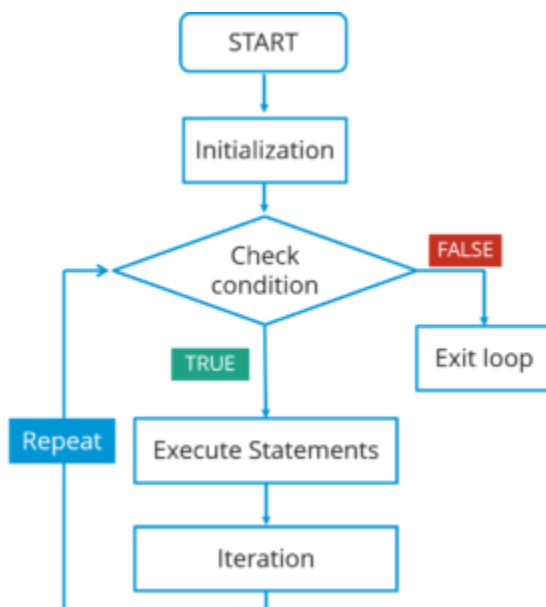 START
Initialization
Check
condition
FALSE
Exit loop
TRUE
Repeat
Execute Statements
Iteration